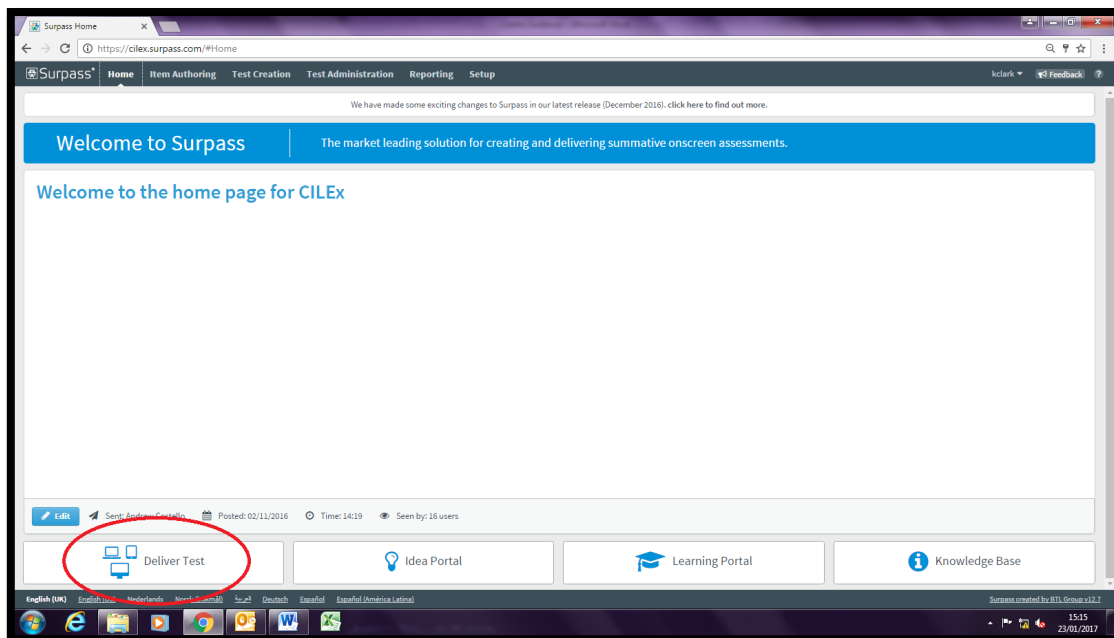 Surpass Home
https://cilex.surpass.com/#Home
Surpass Home Item Authoring Test Creation Test Administration Reporting Setup kclark Feedback ?
We have made some exciting changes to Surpass in our latest release (December 2016). click here to find out more.
Welcome to Surpass The market leading solution for creating and delivering summative onscreen assessments.
Welcome to the home page for CILEx
Edit Sent: Andrew Costello Posted: 02/11/2016 Time: 14:19 Seen by: 16 users
Deliver Test Idea Portal Learning Portal Knowledge Base
English (UK) English Nederlands Norsk Deutsch Español Español (América Latina) Surpass created by BTL Group v12.7
15:15
23/01/2017